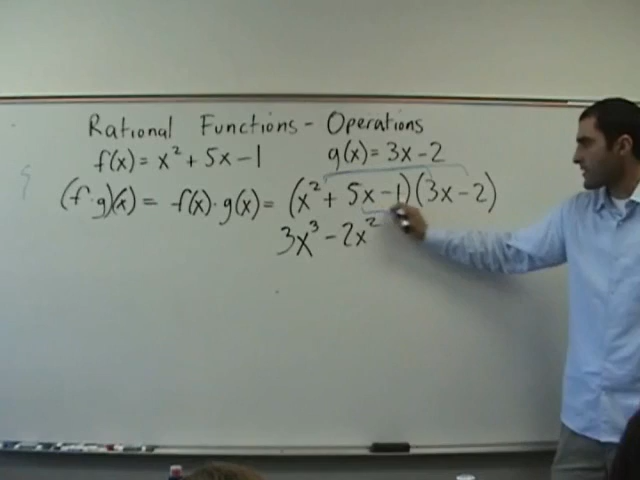 Rational Functions - Operations
f(x) = x² + 5x - 1 g(x) = 3x - 2
(f·g)(x) = f(x)·g(x) = (x² + 5x - 1)(3x - 2)
3x³ - 2x²